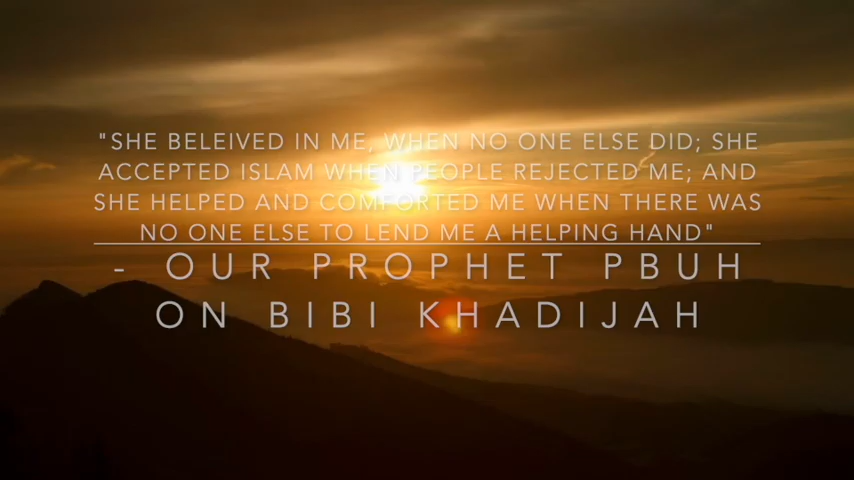 "SHE BELEIVED IN ME, WHEN NO ONE ELSE DID; SHE
ACCEPTED ISLAM WHEN PEOPLE REJECTED ME; AND
SHE HELPED AND COMFORTED ME WHEN THERE WAS
NO ONE ELSE TO LEND ME A HELPING HAND"
- OUR PROPHET PBUH
ON BIBI KHADIJAH